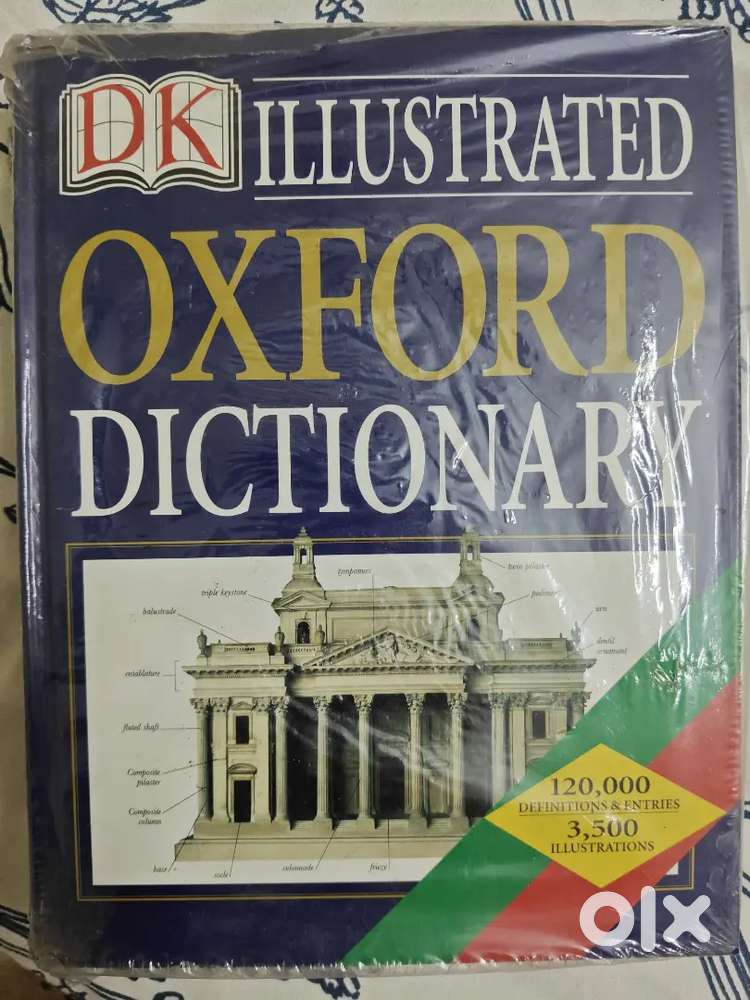 DK
ILLUSTRATED
OXFORD
DICTIONARY
tympanum
twin pilaster
triple keystone
balustrade
urn
dentil
ornament
entablature
fluted shaft
Composite
pilaster
Composite
column
base
socle
colonnade
frieze
120,000
DEFINITIONS & ENTRIES
3,500
ILLUSTRATIONS
olx